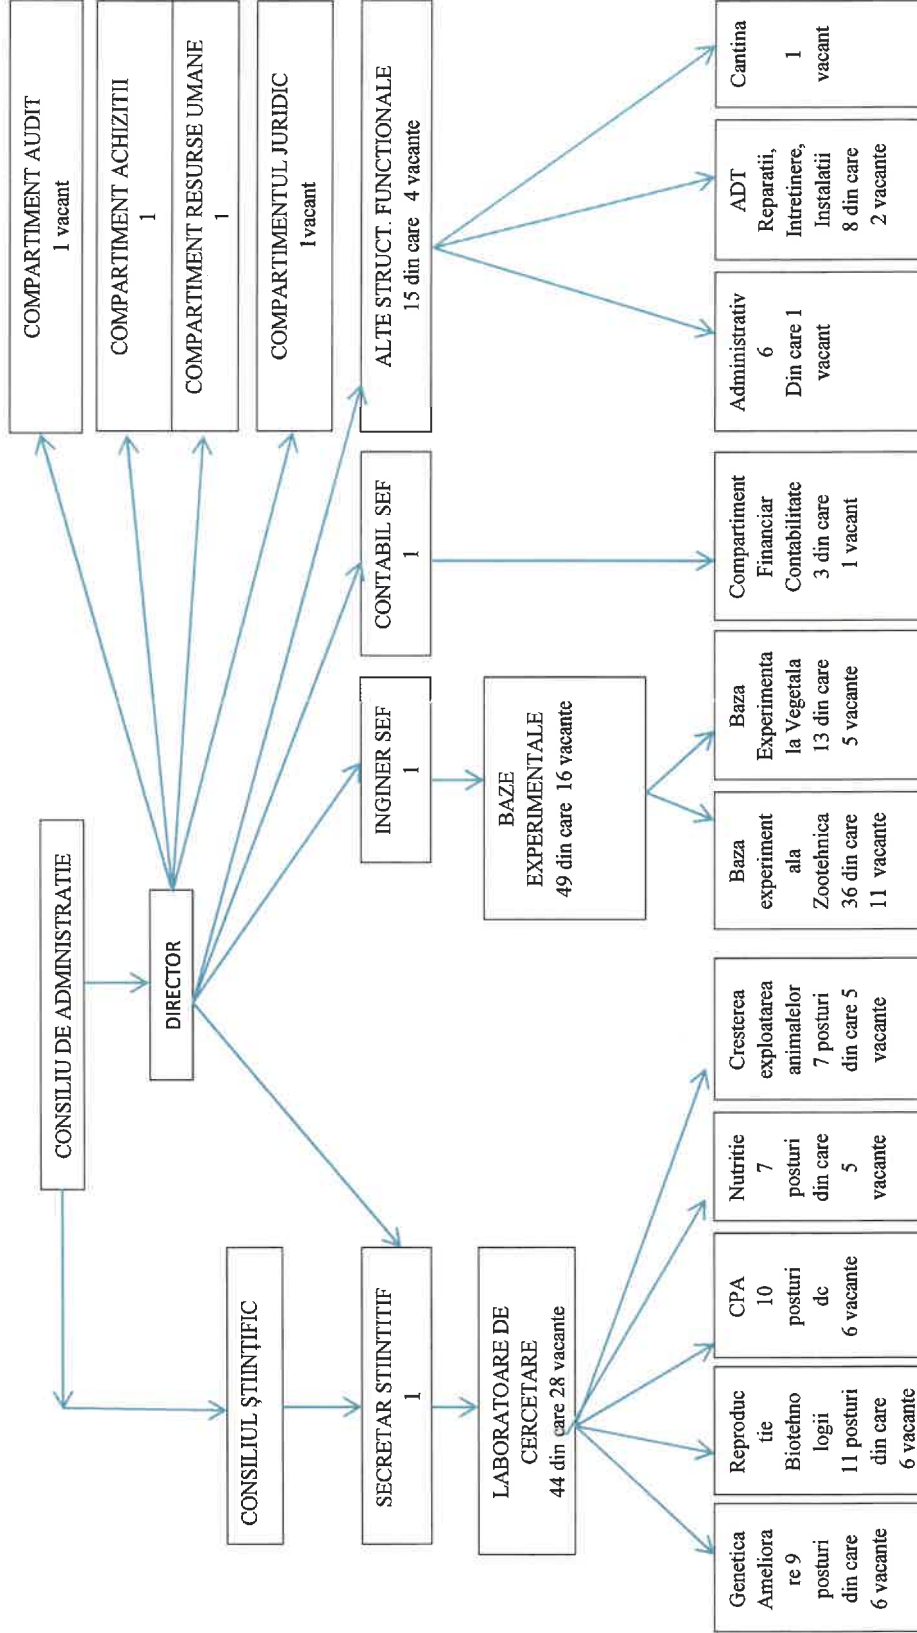 CONSILIU DE ADMINISTRATIE
DIRECTOR
CONSILIUL ŞTIINŢIFIC
SECRETAR STINTITIF
1
LABORATOARE DE
CERCETARE
44 din care 28 vacante
INGINER SEF
1
BAZE
EXPERIMENTALE
49 din care 16 vacante
CONTABIL SEF
1
COMPARTIMENT AUDIT
1 vacant
COMPARTIMENT ACHIZITII
1
COMPARTIMENT RESURSE UMANE
1
COMPARTIMENTUL JURIDIC
1vacant
ALTE STRUCT. FUNCTIONALE
15 din care 4 vacante
Genetica
Ameliora
re 9
posturi
din care
6 vacante
Reproduc
tie
Biotehno
logii
11 posturi
din care
6 vacante
CPA
10
posturi
dc
6 vacante
Nutritie
7
posturi
din care
5
vacante
Cresterea
exploatarea
animalelor
7 posturi
din care 5
vacante
Baza
experiment
ala
Zootehnica
36 din care
11 vacante
Baza
Experimenta
la Vegetala
13 din care
5 vacante
Compartiment
Financiar
Contabilitate
3 din care
1 vacant
Administrativ
6
Din care 1
vacant
ADT
Reparatii,
Intretinere,
Instalatii
8 din care
2 vacante
Cantina
1
vacant